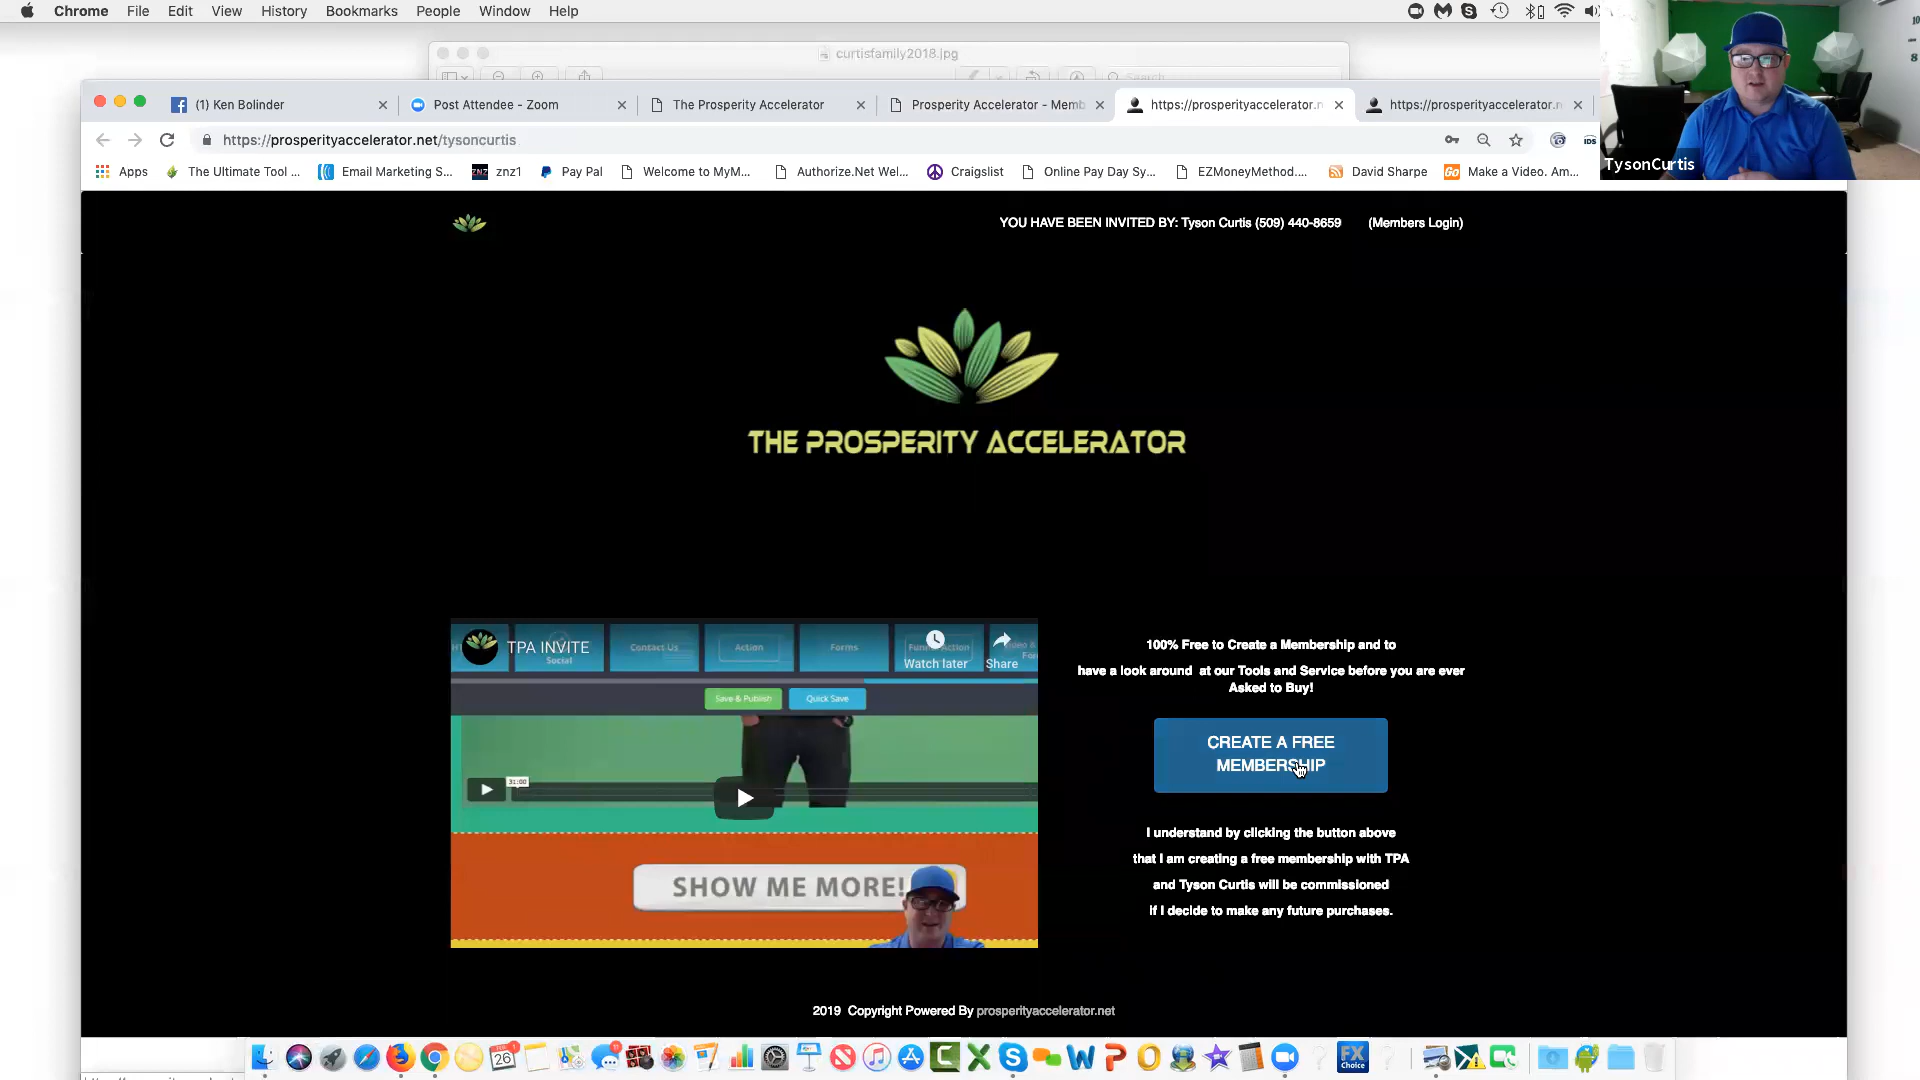 Chrome File Edit View History Bookmarks People Window Help
curtisfamily2018.jpg
Search
(1) Ken Bolinder
Post Attendee - Zoom
The Prosperity Accelerator
Prosperity Accelerator - Memb
https://prosperityaccelerator.n
https://prosperityaccelerator.n
https://prosperityaccelerator.net/tysoncurtis
Apps
The Ultimate Tool ...
Email Marketing S...
znz1
Pay Pal
Welcome to MyM...
Authorize.Net Wel...
Craigslist
Online Pay Day Sy...
EZMoneyMethod....
David Sharpe
Make a Video. Am...
TysonCurtis
YOU HAVE BEEN INVITED BY: Tyson Curtis (509) 440-8659 (Members Login)
THE PROSPERITY ACCELERATOR
TPA INVITE
Social
Contact Us
Action
Forms
Watch later
Share
Save & Publish
Quick Save
31:00
SHOW ME MORE!
100% Free to Create a Membership and to
have a look around at our Tools and Service before you are ever
Asked to Buy!
CREATE A FREE
MEMBERSHIP
I understand by clicking the button above
that I am creating a free membership with TPA
and Tyson Curtis will be commissioned
if I decide to make any future purchases.
2019 Copyright Powered By prosperityaccelerator.net
FEB
26
FX
Choice